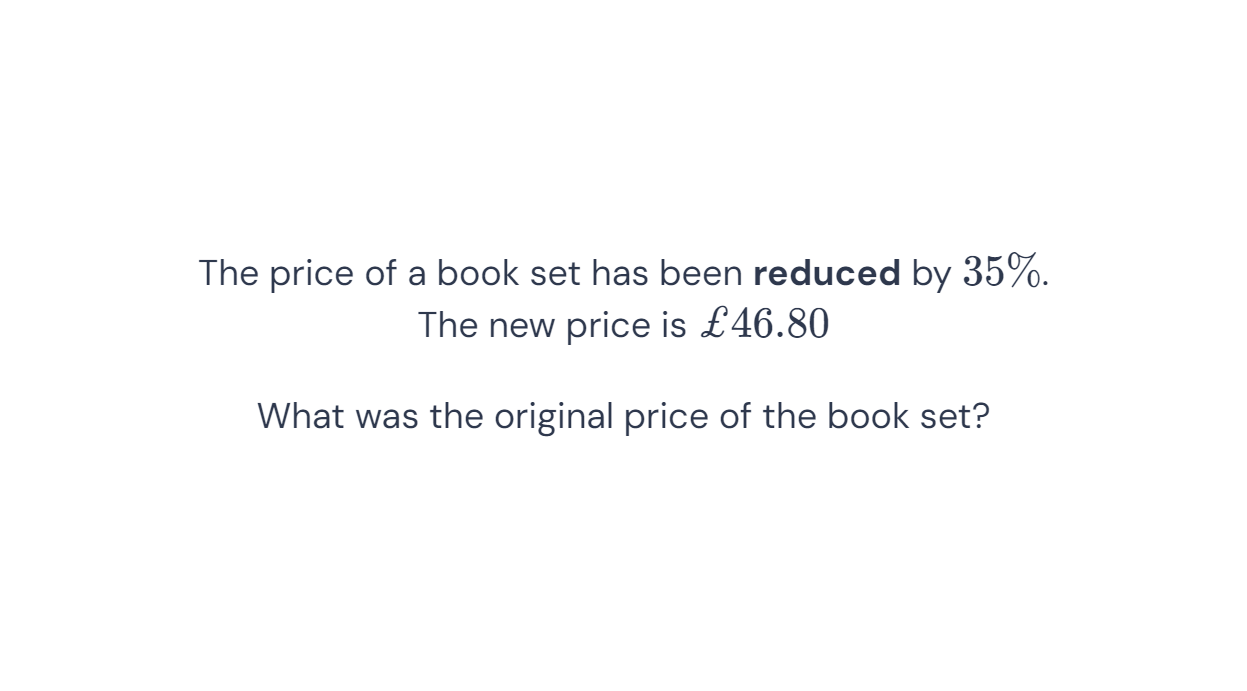 The price of a book set has been reduced by 35%.
The new price is £46.80
What was the original price of the book set?